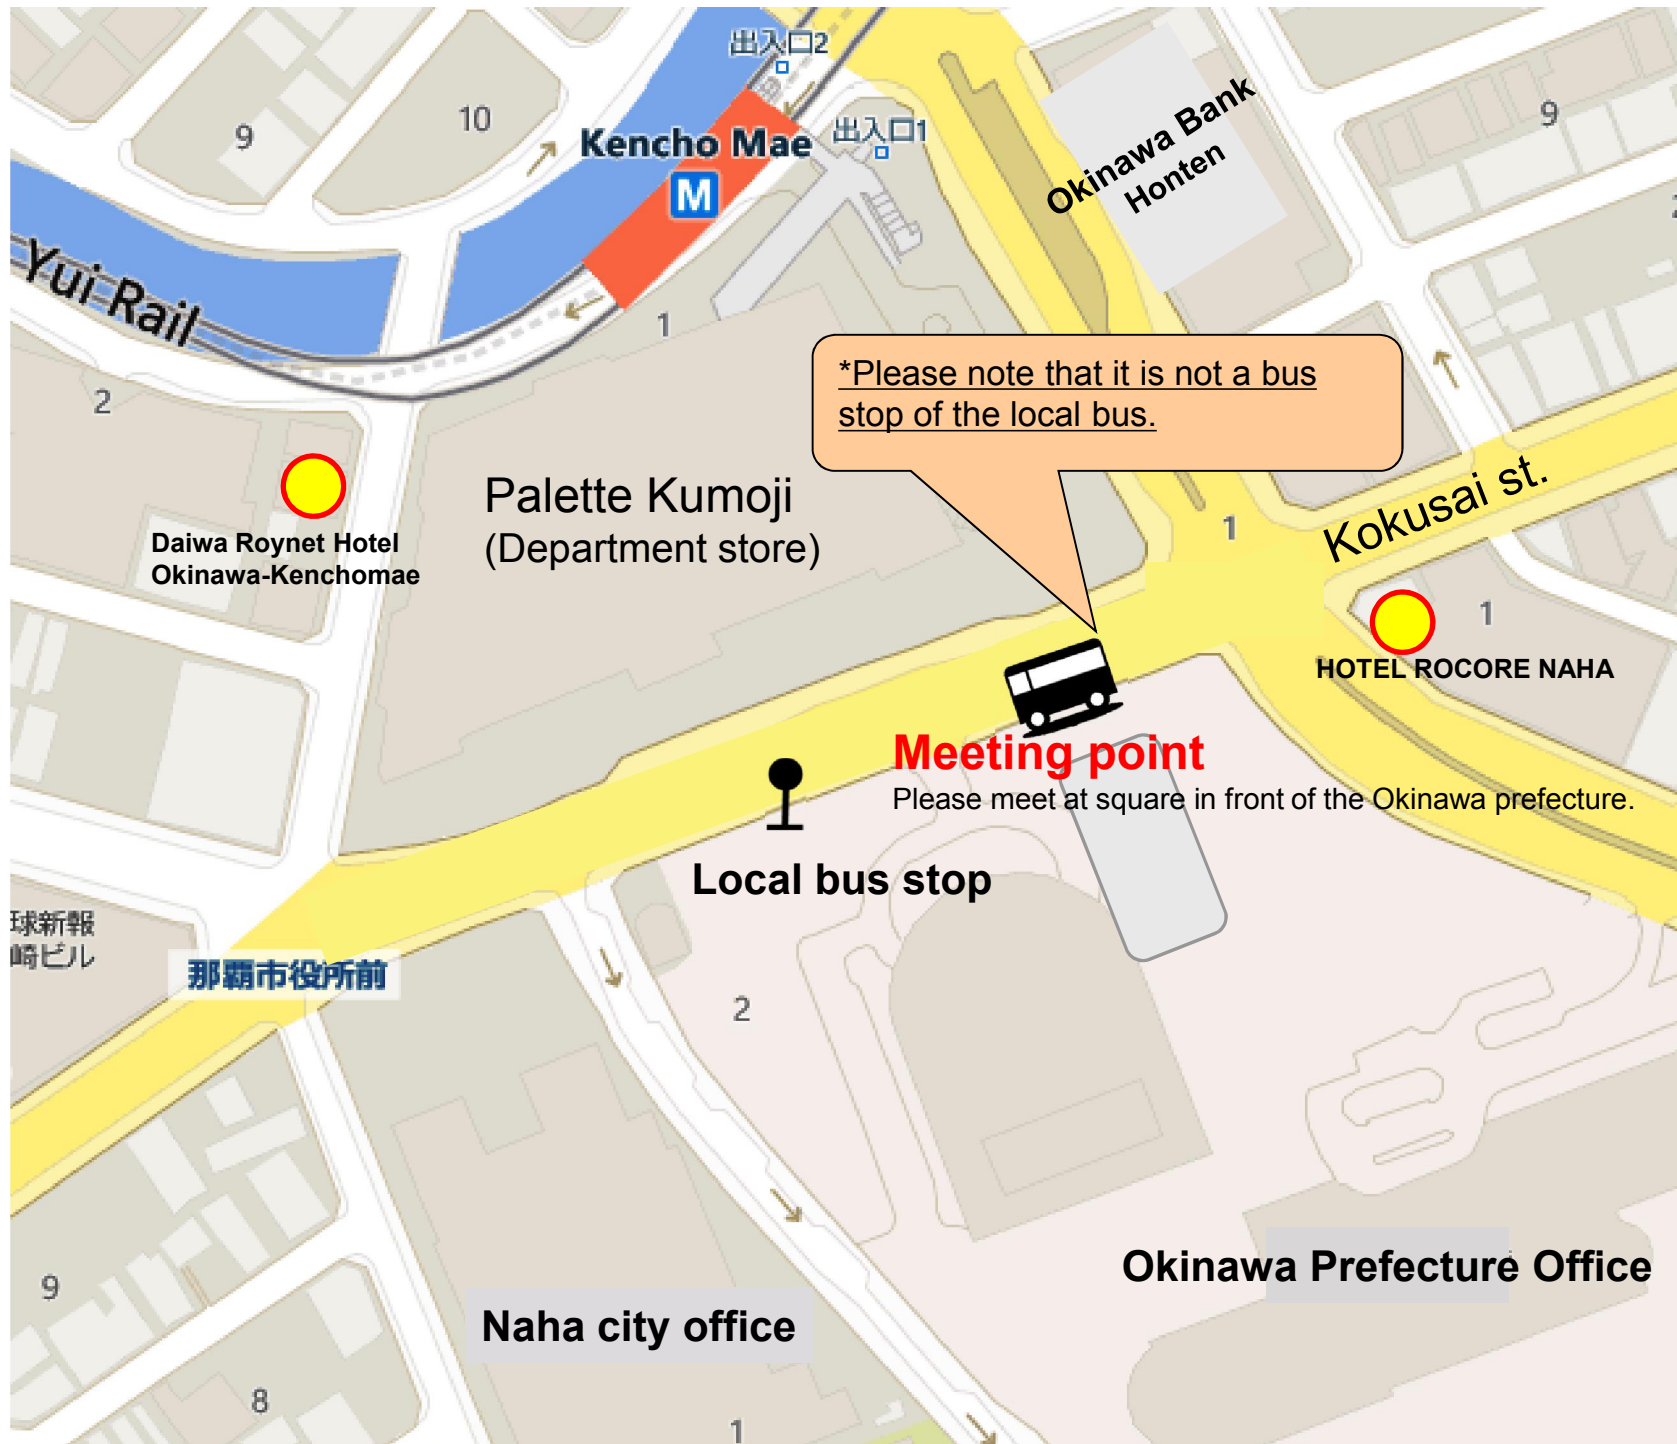 出入口2
9
10
Kencho Mae
出入口1
M
Okinawa Bank
Honten
9
Yui Rail
1
2
*Please note that it is not a bus
stop of the local bus.
Palette Kumoji
(Department store)
Daiwa Roynet Hotel
Okinawa-Kenchomae
1
Kokusai st.
1
HOTEL ROCORE NAHA
Meeting point
Please meet at square in front of the Okinawa prefecture.
Local bus stop
球新報
崎ビル
那覇市役所前
2
Okinawa Prefecture Office
9
Naha city office
8
1